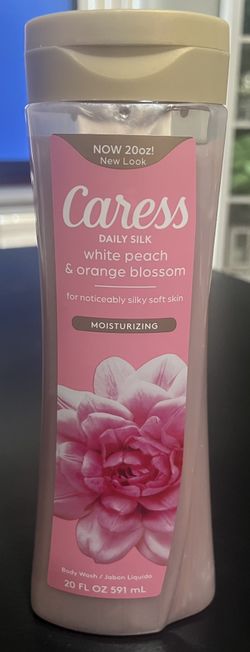 NOW 20oz!
New Look
Caress
DAILY SILK
white peach
& orange blossom
for noticeably silky soft skin
MOISTURIZING
Body Wash / Jabon Liquido
20 FL OZ 591 mL